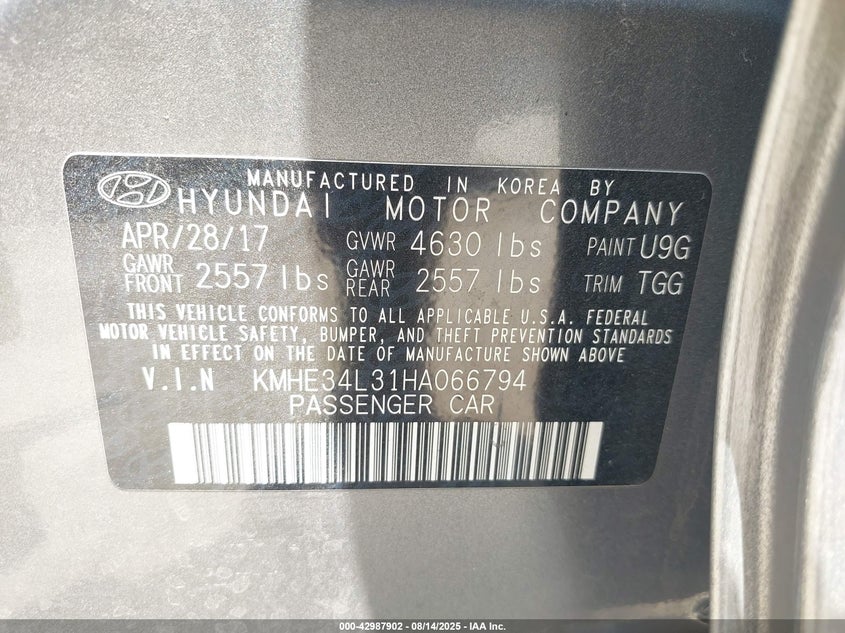 MANUFACTURED IN KOREA BY
HYUNDAI MOTOR COMPANY
APR/28/17 GVWR 4630 lbs PAINT U9G
GAWR FRONT 2557 lbs GAWR REAR 2557 lbs TRIM TGG
THIS VEHICLE CONFORMS TO ALL APPLICABLE U.S.A. FEDERAL
MOTOR VEHICLE SAFETY, BUMPER, AND THEFT PREVENTION STANDARDS
IN EFFECT ON THE DATE OF MANUFACTURE SHOWN ABOVE
V.I.N KMHE34L31HA066794
PASSENGER CAR
000-42987902 - 08/14/2025 - IAA Inc.